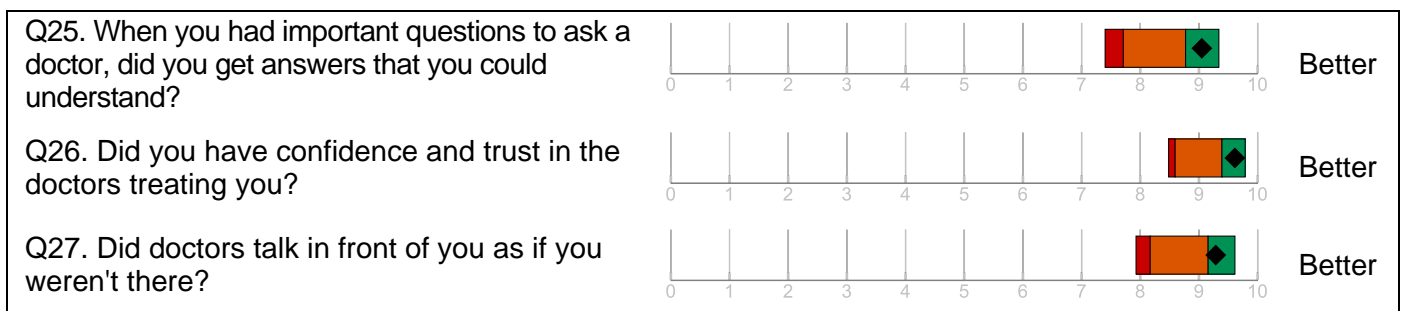 Q25. When you had important questions to ask a
doctor, did you get answers that you could
understand?
0 1 2 3 4 5 6 7 8 9 10
Better
Q26. Did you have confidence and trust in the
doctors treating you?
0 1 2 3 4 5 6 7 8 9 10
Better
Q27. Did doctors talk in front of you as if you
weren't there?
0 1 2 3 4 5 6 7 8 9 10
Better